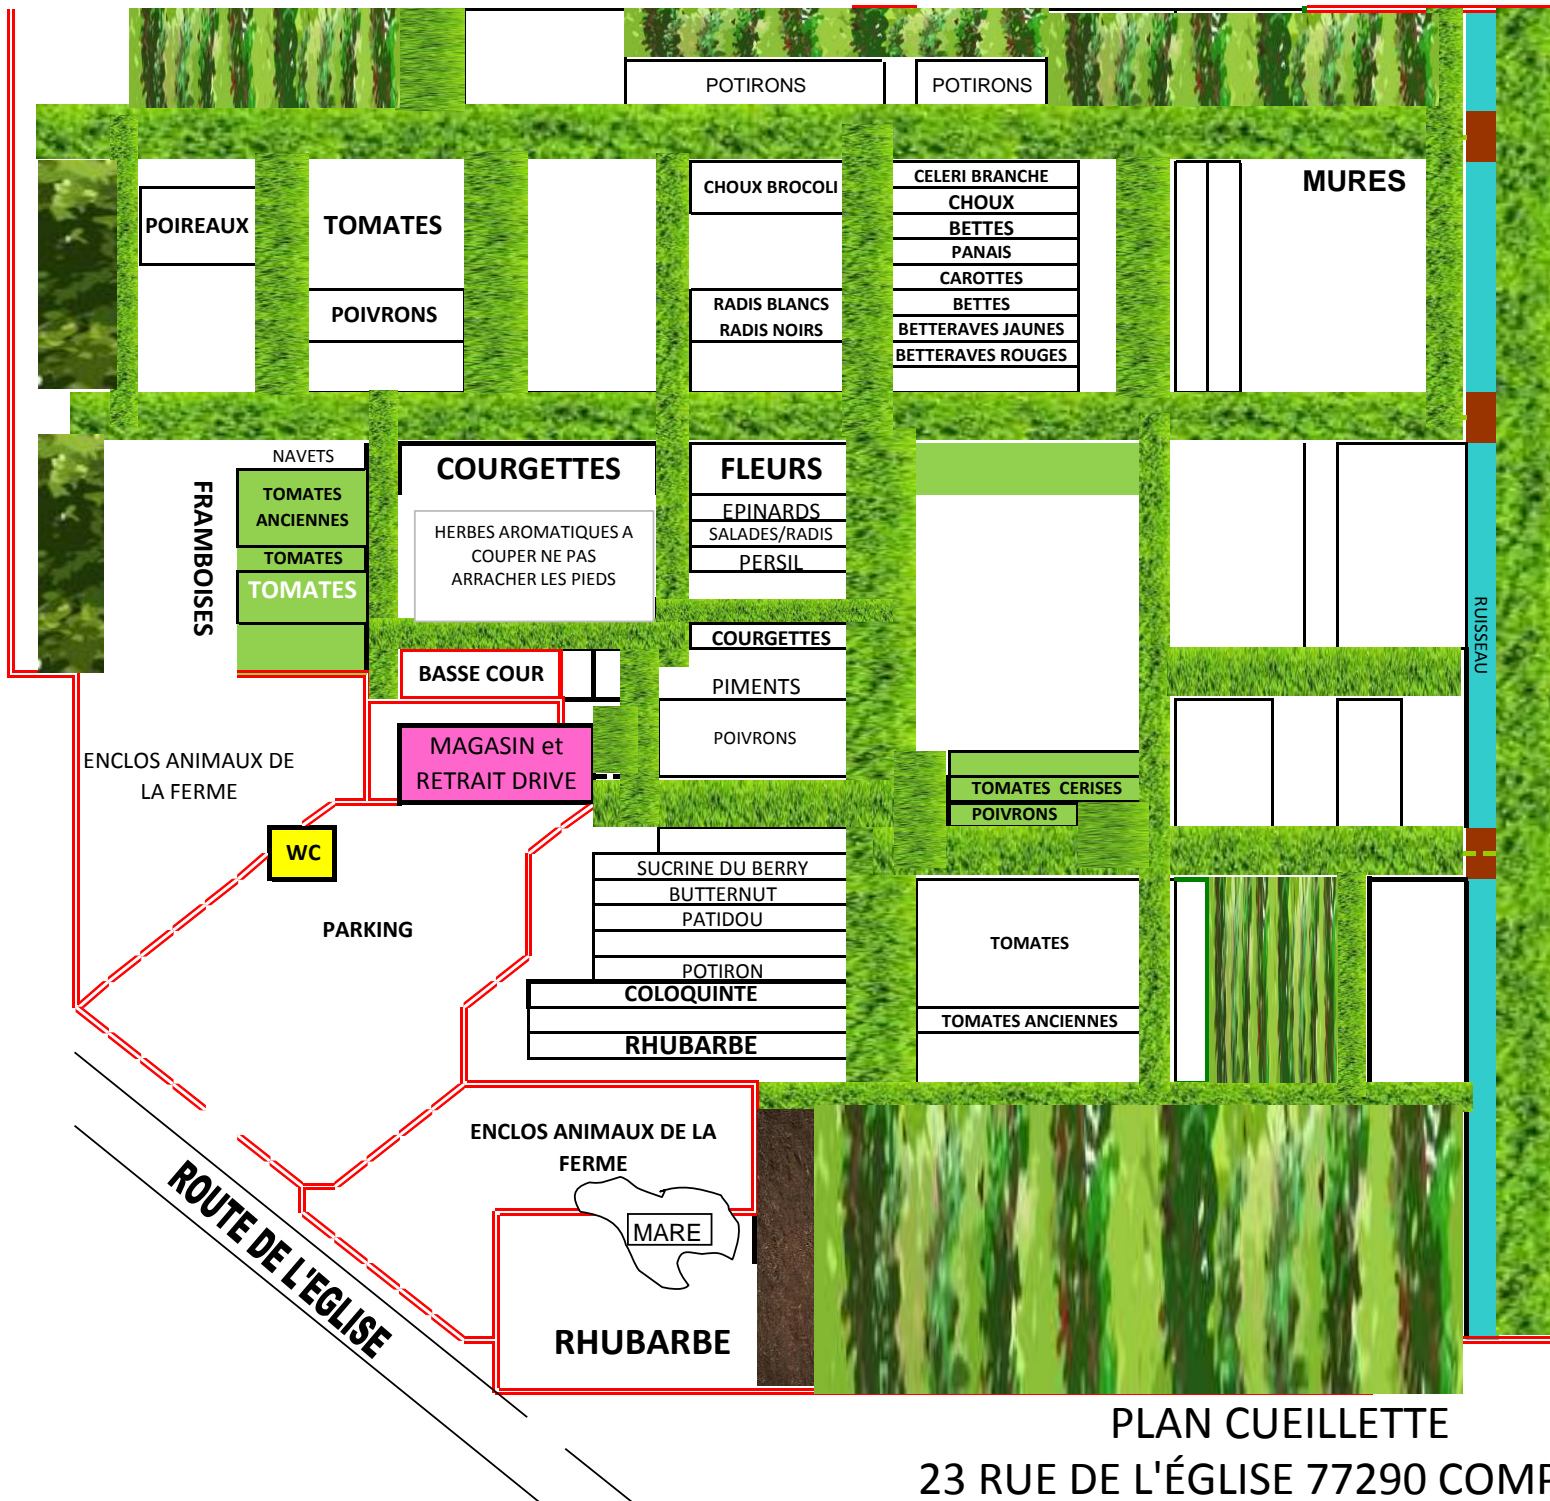 POTIRONS
POTIRONS
POIREAUX
TOMATES
POIVRONS
CHOUX BROCOLI
RADIS BLANCS
RADIS NOIRS
CELERI BRANCHE
CHOUX
BETTES
PANAIS
CAROTTES
BETTES
BETTERAVES JAUNES
BETTERAVES ROUGES
MURES
FRAMBOISES
NAVETS
TOMATES
ANCIENNES
TOMATES
TOMATES
COURGETTES
HERBES AROMATIQUES A
COUPER NE PAS
ARRACHER LES PIEDS
FLEURS
EPINARDS
SALADES/RADIS
PERSIL
COURGETTES
PIMENTS
POIVRONS
RUISSEAU
BASSE COUR
MAGASIN et
RETRAIT DRIVE
ENCLOS ANIMAUX DE
LA FERME
WC
PARKING
TOMATES CERISES
POIVRONS
SUCRINE DU BERRY
BUTTERNUT
PATIDOU
POTIRON
COLOQUINTE
RHUBARBE
TOMATES
TOMATES ANCIENNES
ENCLOS ANIMAUX DE LA
FERME
MARE
RHUBARBE
ROUTE DE L'EGLISE
PLAN CUEILLETTE
23 RUE DE L'ÉGLISE 77290